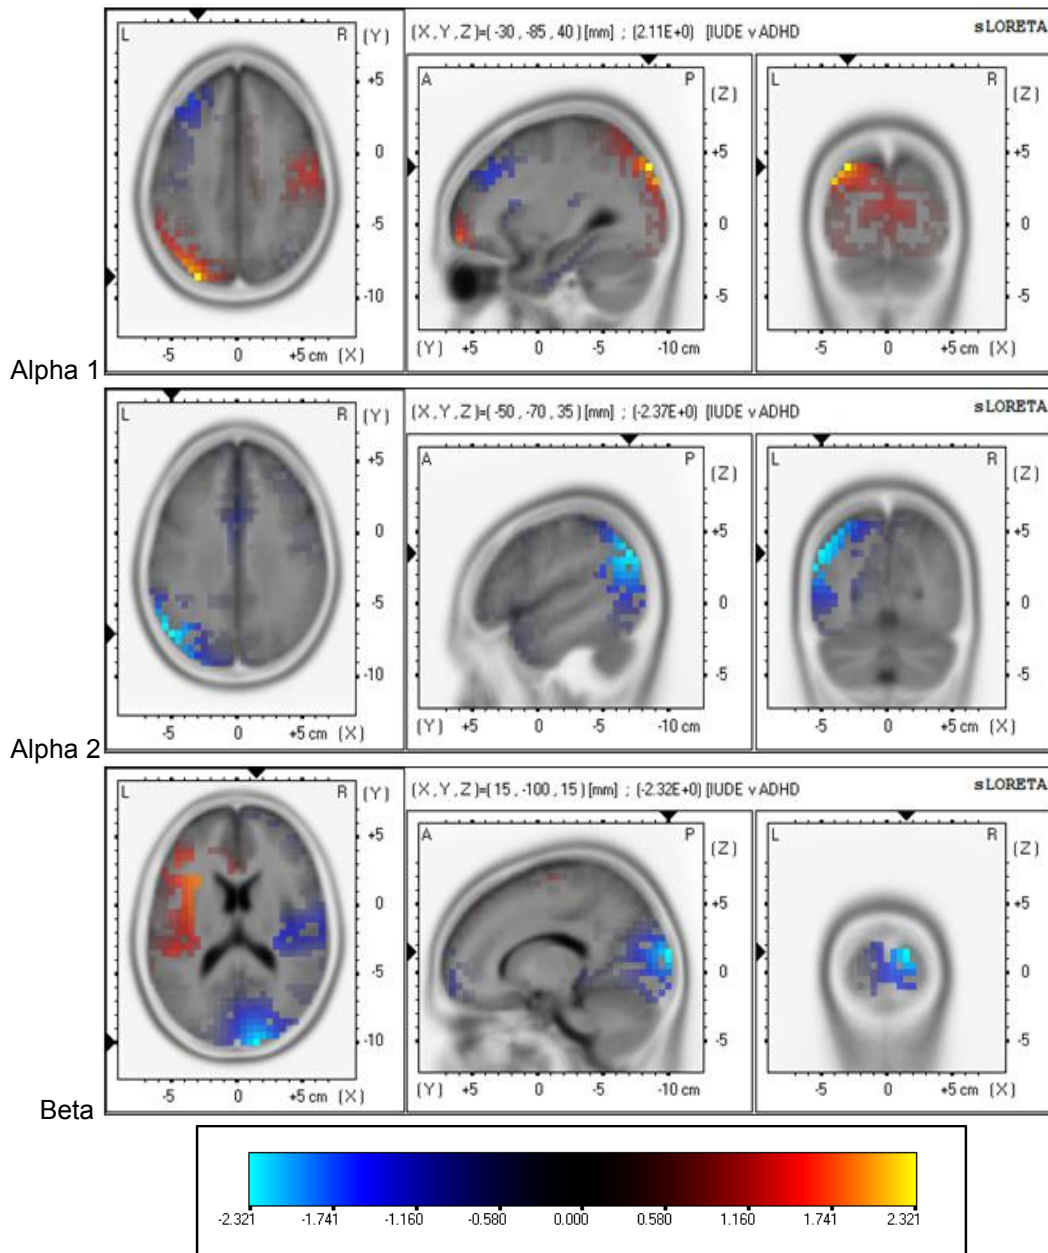 L R (Y) (X,Y,Z)=(-30,-85,40)[mm] ; (2.11E+0) [IUDE v ADHD sLORETA
A P (Z) L R (Z)
+5 0 -5 -10
+5 0 -5
+5 0 -5
-5 0 +5 cm (X) (Y) +5 0 -5 -10 cm -5 0 +5 cm (X)
Alpha 1
L R (Y) (X,Y,Z)=(-50,-70,35)[mm] ; (-2.37E+0) [IUDE v ADHD sLORETA
A P (Z) L R (Z)
+5 0 -5 -10
+5 0 -5
+5 0 -5
-5 0 +5 cm (X) (Y) +5 0 -5 -10 cm -5 0 +5 cm (X)
Alpha 2
L R (Y) (X,Y,Z)=(15,-100,15)[mm] ; (-2.32E+0) [IUDE v ADHD sLORETA
A P (Z) L R (Z)
+5 0 -5 -10
+5 0 -5
+5 0 -5
-5 0 +5 cm (X) (Y) +5 0 -5 -10 cm -5 0 +5 cm (X)
Beta
-2.321 -1.741 -1.160 -0.580 0.000 0.580 1.160 1.741 2.321